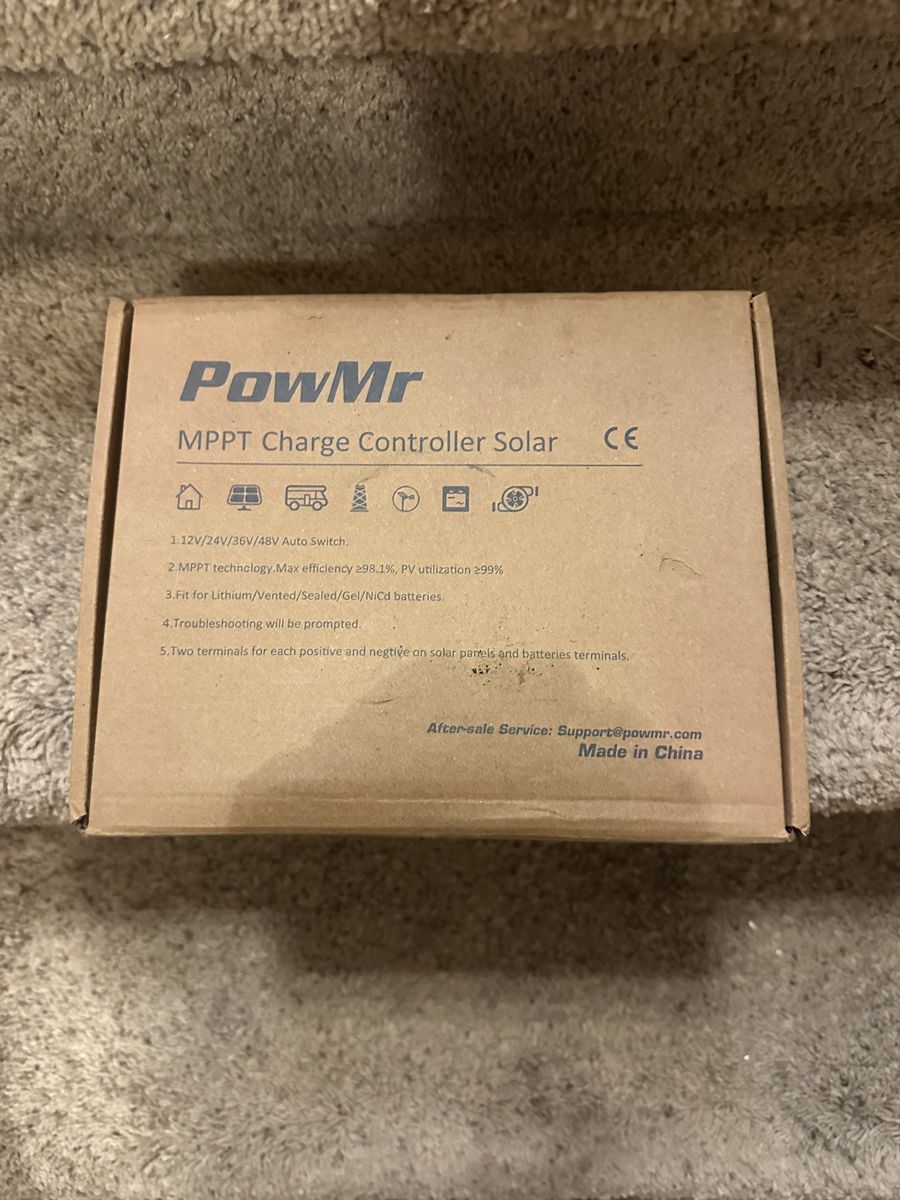 PowMr
MPPT Charge Controller Solar CE
1.12V/24V/36V/48V Auto Switch.
2.MPPT technology.Max efficiency ≥98.1%, PV utilization ≥99%
3.Fit for Lithium/Vented/Sealed/Gel/NiCd batteries.
4.Troubleshooting will be prompted.
5.Two terminals for each positive and negtive on solar panels and batteries terminals.
After-sale Service: Support@powmr.com
Made in China